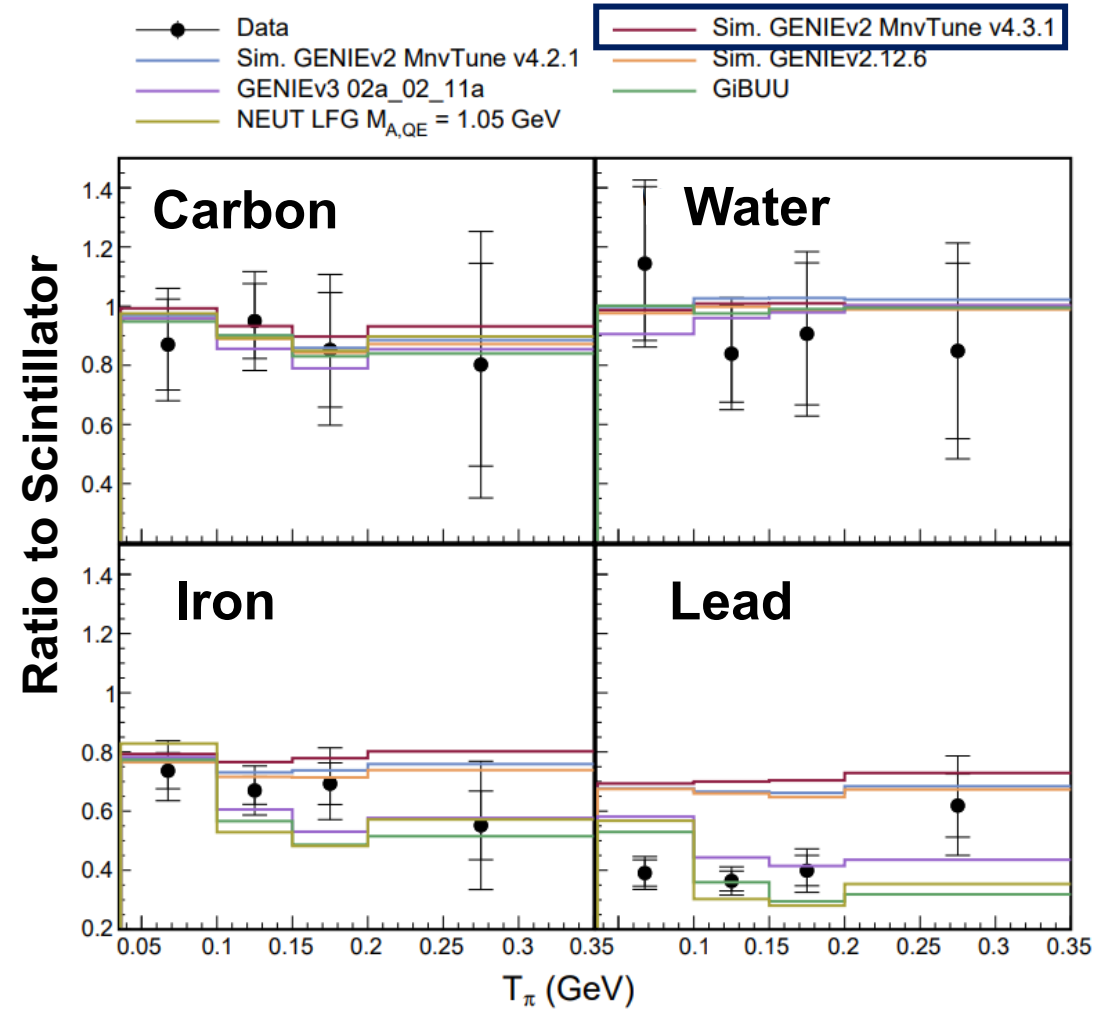 Data
Sim. GENIEv2 MnvTune v4.2.1
GENIEv3 02a_02_11a
NEUT LFG M_A,QE = 1.05 GeV
Sim. GENIEv2 MnvTune v4.3.1
Sim. GENIEv2.12.6
GiBUU
Ratio to Scintillator
Carbon
Water
1.4
1.2
1
0.8
0.6
0.4
Iron
Lead
1.4
1.2
1
0.8
0.6
0.4
0.2
0.05 0.1 0.15 0.2 0.25 0.3 0.35 0.1 0.15 0.2 0.25 0.3 0.35
T_π (GeV)